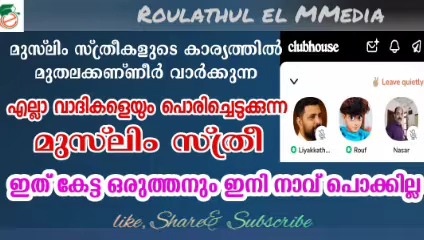 ROULATHUL EL MMEDIA
മുസ്ലിം സ്ത്രീകളുടെ കാര്യത്തിൽ
മുതലക്കണ്ണീർ വാർക്കുന്ന
എല്ലാ വാദികളെയും പൊരിച്ചെടുക്കുന്ന
മുസ്ലിം സ്ത്രീ
ഇത് കേട്ട ഒരുത്തനും ഇനി നാവ് പൊക്കില്ല
like, Share& Subscribe
clubhouse
Leave quietly
Liyakkath...
Rouf
Nasar